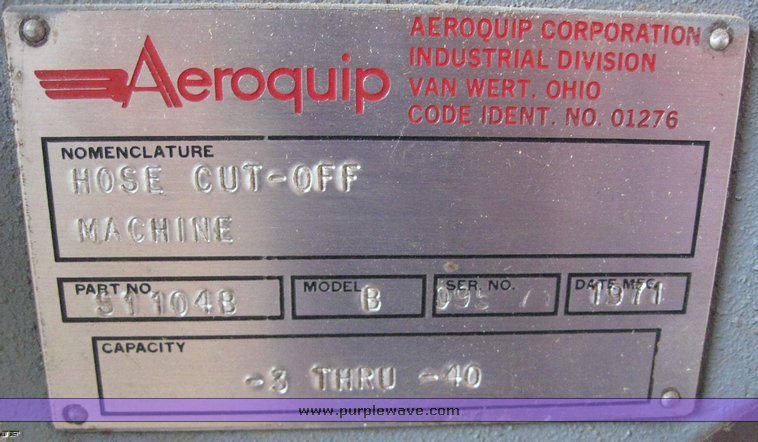 Aeroquip
AEROQUIP CORPORATION
INDUSTRIAL DIVISION
VAN WERT, OHIO
CODE IDENT. NO. 01276
NOMENCLATURE
HOSE CUT-OFF
MACHINE
PART NO.
S1104B
MODEL
B
SER. NO.
DATE MFG.
1971
CAPACITY
-3 THRU -40
www.purplewave.com